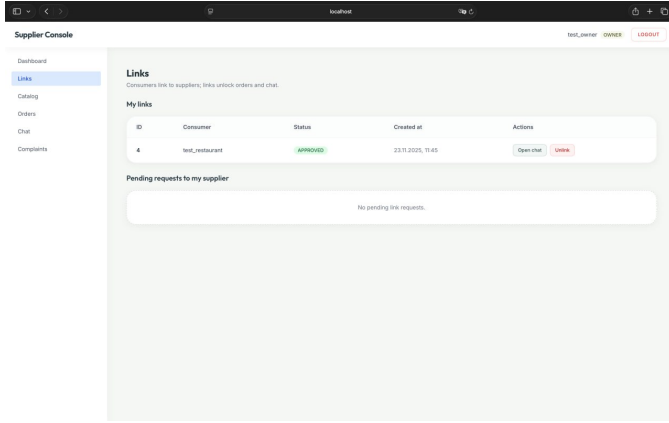 localhost
Supplier Console
test_owner OWNER LOGOUT
Dashboard
Links
Catalog
Orders
Chat
Complaints
Links
Consumers link to suppliers; links unlock orders and chat.
My links
ID Consumer Status Created at Actions
4 test_restaurant APPROVED 23.11.2025, 11:45 Open chat Unlink
Pending requests to my supplier
No pending link requests.